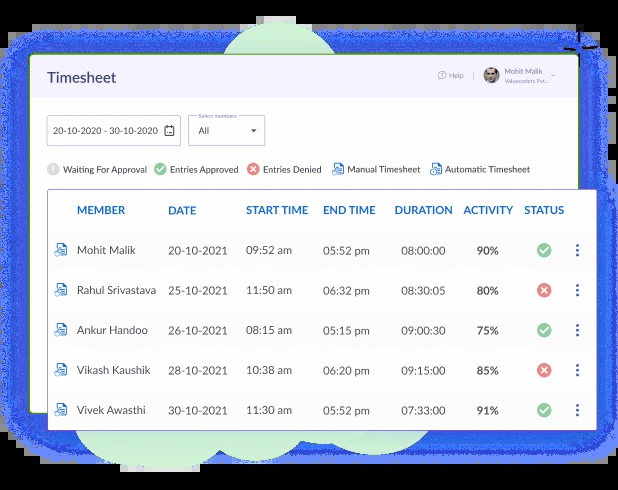 Timesheet
Help
Mohit Malik
Valuecoders Pvt...
Select members
20-10-2020 - 30-10-2020
All
Waiting For Approval Entries Approved Entries Denied Manual Timesheet Automatic Timesheet
MEMBER DATE START TIME END TIME DURATION ACTIVITY STATUS
Mohit Malik 20-10-2021 09:52 am 05:52 pm 08:00:00 90%
Rahul Srivastava 25-10-2021 11:50 am 06:32 pm 08:30:05 80%
Ankur Handoo 26-10-2021 08:15 am 05:15 pm 09:00:30 75%
Vikash Kaushik 28-10-2021 10:38 am 06:20 pm 09:15:00 85%
Vivek Awasthi 30-10-2021 11:30 am 05:52 pm 07:33:00 91%